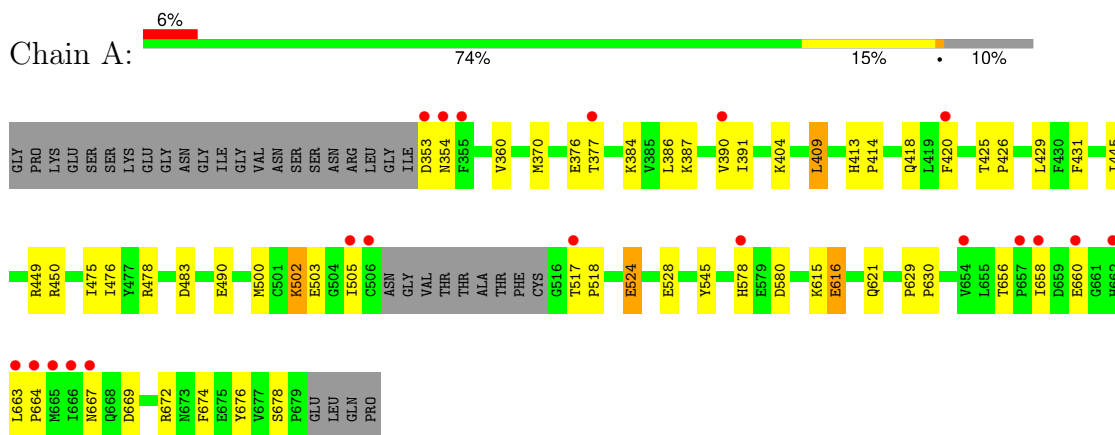 6%
Chain A:
74% 15% • 10%
GLY PRO LYS GLU SER SER LYS GLU GLY ASN GLY ILE GLY VAL ASN SER SER ASN ARG LEU GLY ILE D353 N354 F355 V360 M370 E376 T377 K384 V385 L386 K387 V390 I391 K404 L409 H413 P414 Q418 L419 F420 T425 P426 L429 F430 F431
R449 R450 I475 I476 Y477 R478 D483 E490 M500 C501 K502 E503 G504 I505 C506 ASN GLY VAL THR THR ALA THR PHE CYS G516 T517 P518 E524 E528 Y545 H578 E579 D580 K615 E616 Q621 P629 P630 V654 L655 T656 P657 I658 D659 E660 G661
L663 P664 M665 I666 N667 Q668 D669 R672 N673 F674 E675 Y676 V677 S678 P679 GLU LEU GLN PRO